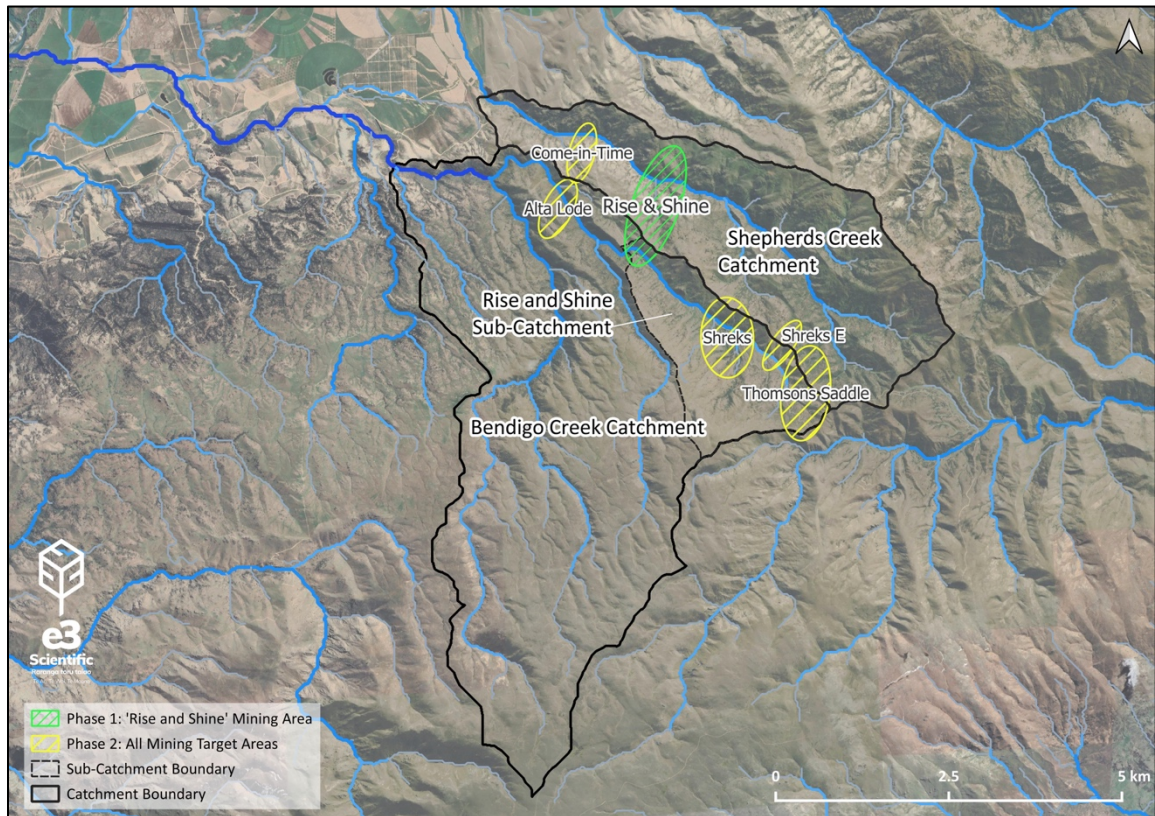 Come-in-Time
Alta Lode
Rise & Shine
Shepherds Creek
Catchment
Rise and Shine
Sub-Catchment
Shreks
Shreks E
Thomsons Saddle
Bendigo Creek Catchment
e3
Scientific
Phase 1: 'Rise and Shine' Mining Area
Phase 2: All Mining Target Areas
Sub-Catchment Boundary
Catchment Boundary
0 2.5 5 km